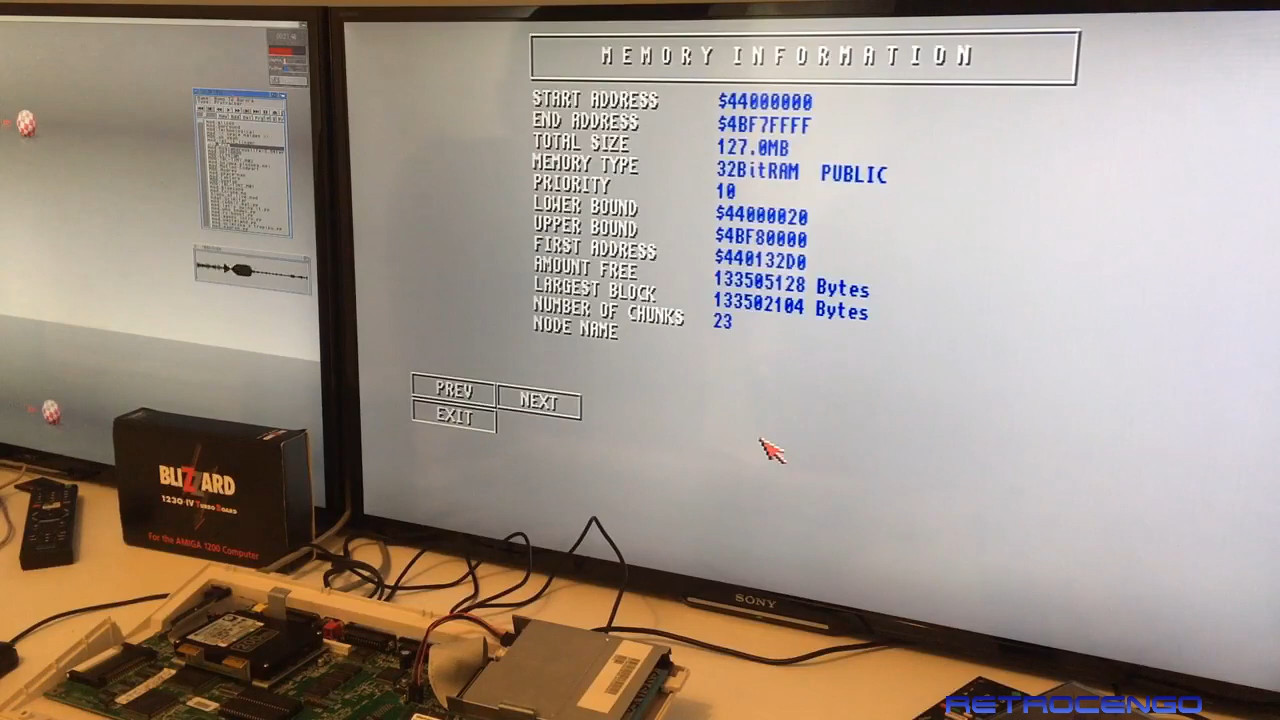 MEMORY INFORMATION
START ADDRESS $44000000
END ADDRESS $4BF7FFFF
TOTAL SIZE 127.0MB
MEMORY TYPE 32BitRAM PUBLIC
PRIORITY 10
LOWER BOUND $44000020
UPPER BOUND $4BF80000
FIRST ADDRESS $440132D0
AMOUNT FREE 133505128 Bytes
LARGEST BLOCK 133502104 Bytes
NUMBER OF CHUNKS 23
NODE NAME
PREV NEXT
EXIT
BLIZZARD
1230-IV TURBO BOARD
For the AMIGA 1200 Computer
SONY
RETROCENGO